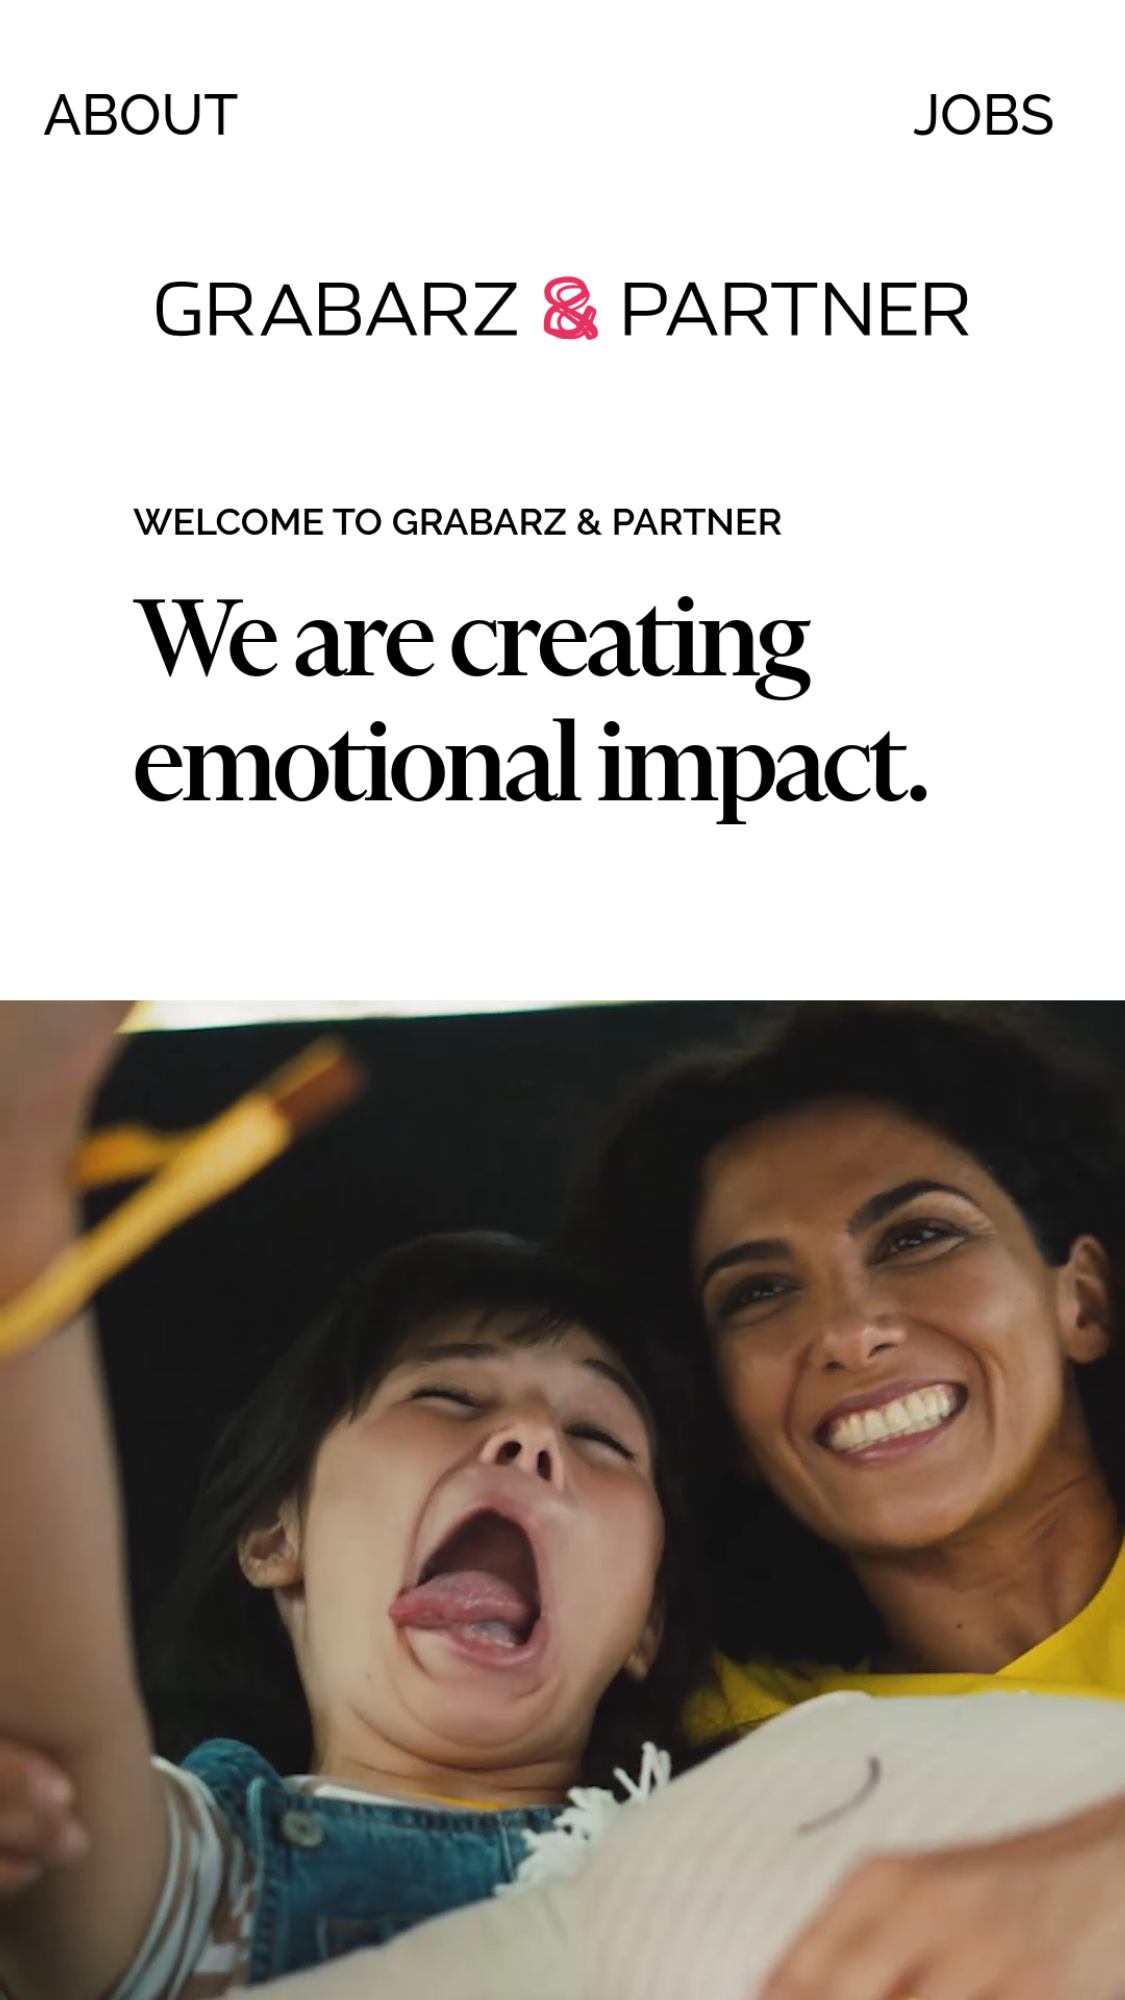 ABOUT
JOBS
GRABARZ & PARTNER
WELCOME TO GRABARZ & PARTNER
We are creating
emotional impact.